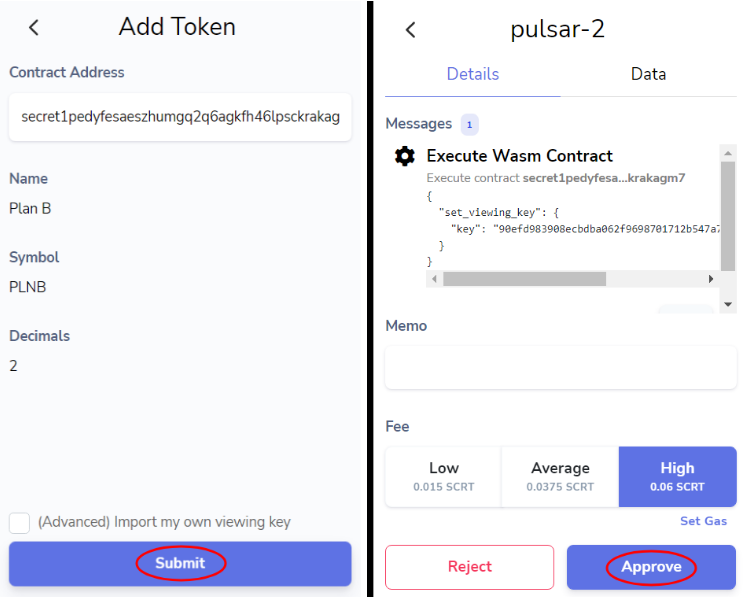 Add Token
Contract Address
secret1pedyfesaeszhumgq2q6agkfh46lpsckrakag
Name
Plan B
Symbol
PLNB
Decimals
2
(Advanced) Import my own viewing key
Submit
pulsar-2
Details Data
Messages 1
Execute Wasm Contract
Execute contract secret1pedyfesa...krakagm7
{
"set_viewing_key": {
"key": "90efd983908ecbdba062f9698701712b547a7
}
}
Memo
Fee
Low Average High
0.015 SCRT 0.0375 SCRT 0.06 SCRT
Set Gas
Reject Approve